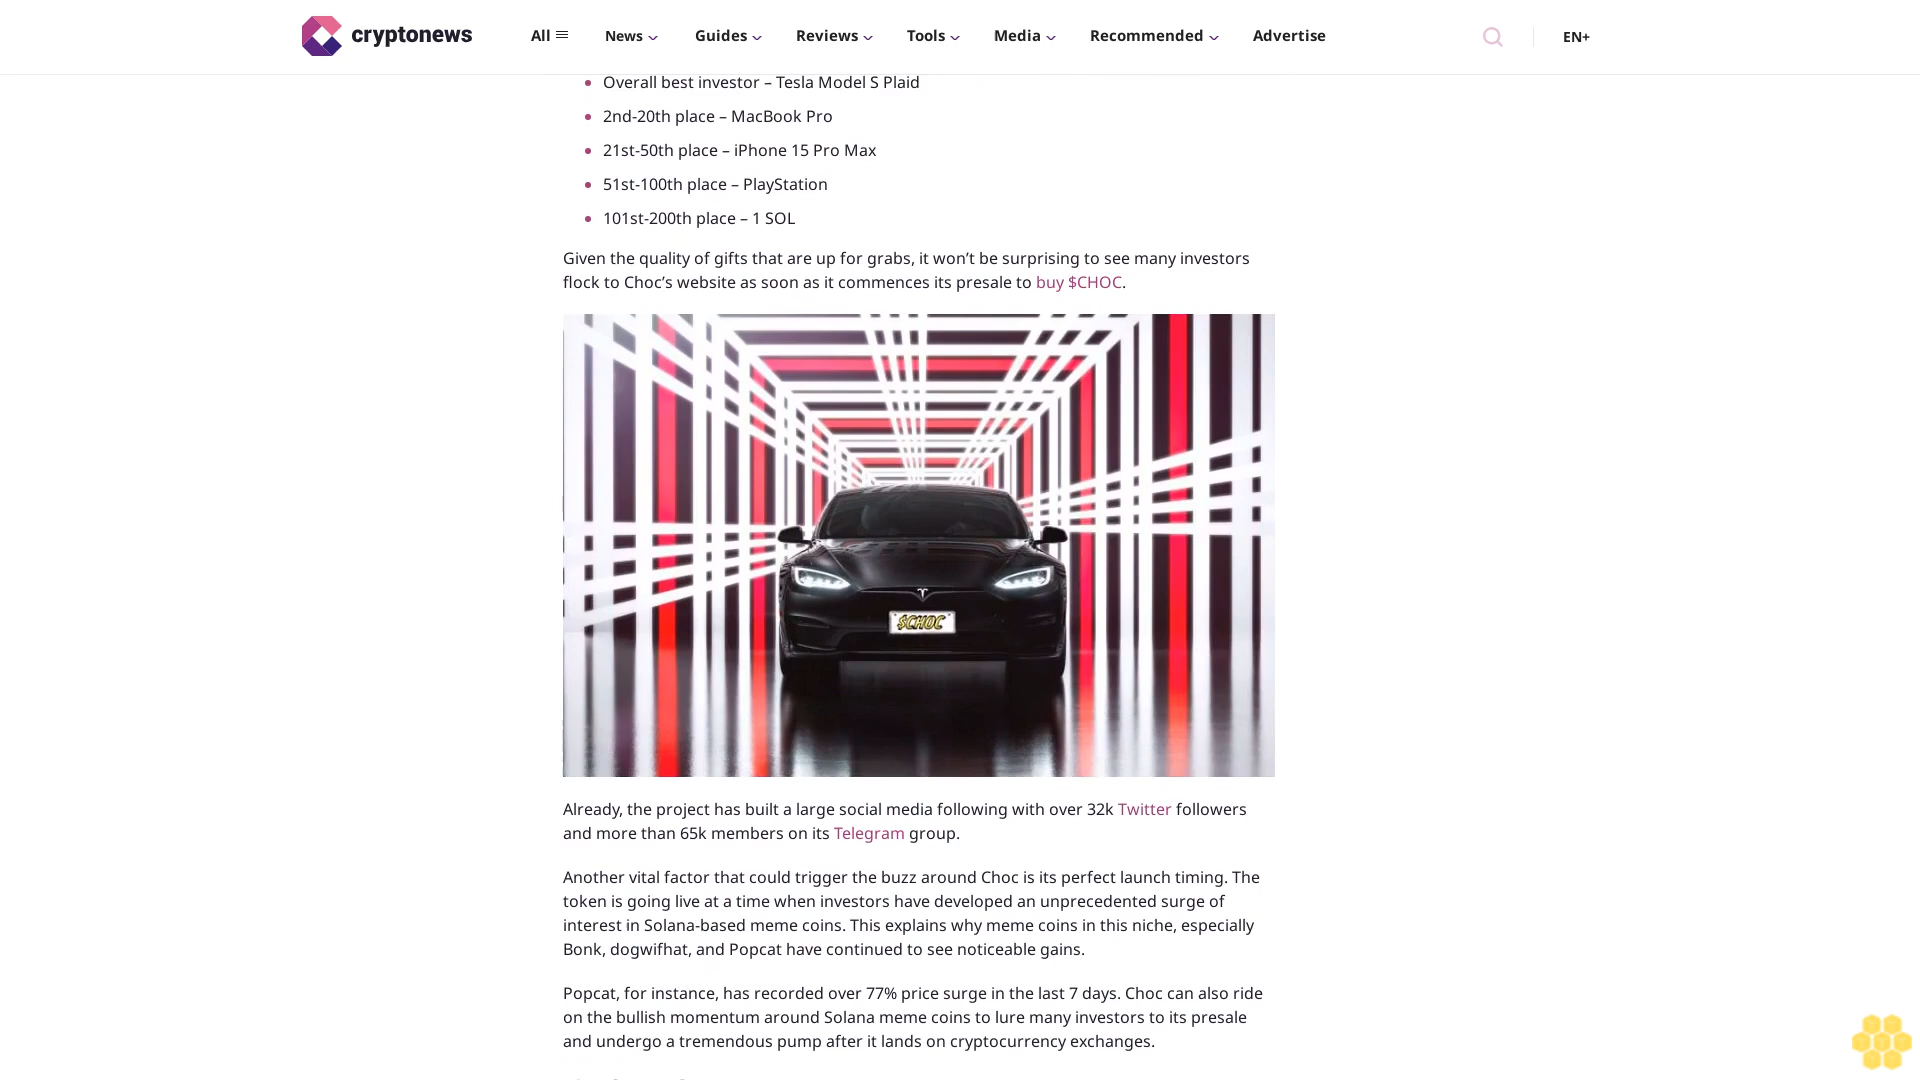 cryptonews
All
News
Guides
Reviews
Tools
Media
Recommended
Advertise
EN+
Overall best investor – Tesla Model S Plaid
2nd-20th place – MacBook Pro
21st-50th place – iPhone 15 Pro Max
51st-100th place – PlayStation
101st-200th place – 1 SOL
Given the quality of gifts that are up for grabs, it won’t be surprising to see many investors
flock to Choc’s website as soon as it commences its presale to buy $CHOC.
$CHOC
Already, the project has built a large social media following with over 32k Twitter followers
and more than 65k members on its Telegram group.
Another vital factor that could trigger the buzz around Choc is its perfect launch timing. The
token is going live at a time when investors have developed an unprecedented surge of
interest in Solana-based meme coins. This explains why meme coins in this niche, especially
Bonk, dogwifhat, and Popcat have continued to see noticeable gains.
Popcat, for instance, has recorded over 77% price surge in the last 7 days. Choc can also ride
on the bullish momentum around Solana meme coins to lure many investors to its presale
and undergo a tremendous pump after it lands on cryptocurrency exchanges.